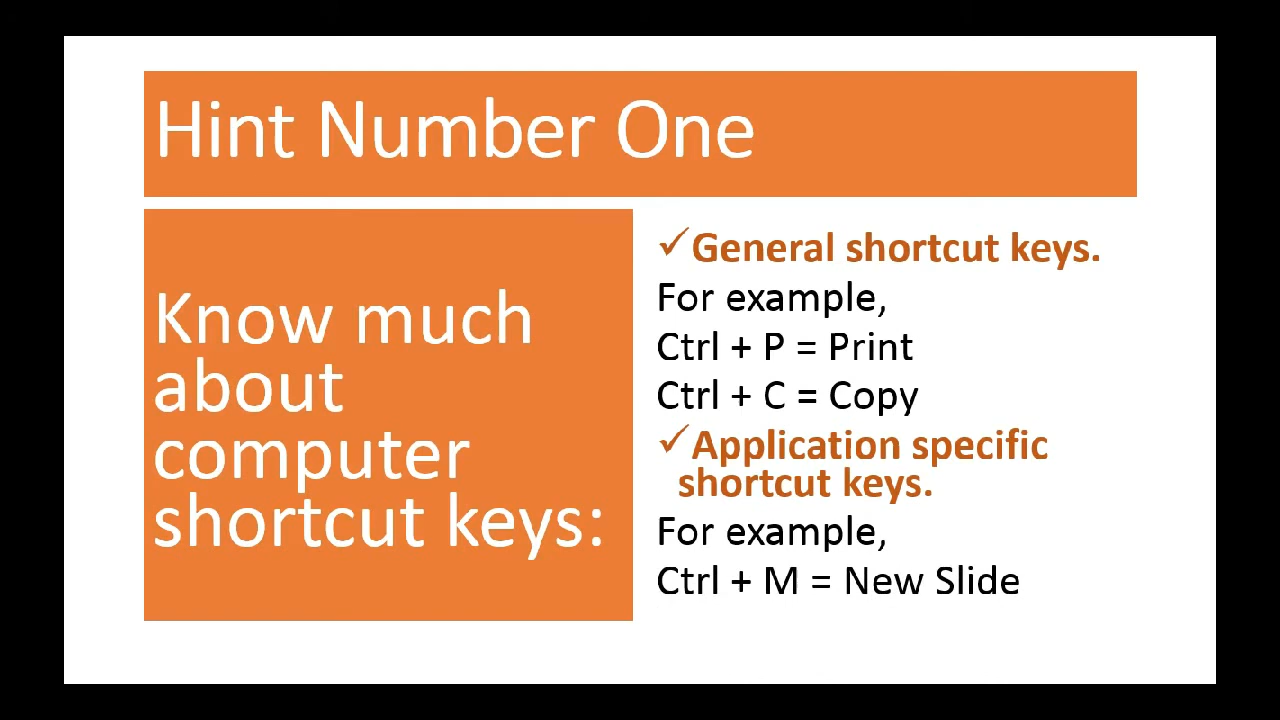 Hint Number One
Know much
about
computer
shortcut keys:
✓General shortcut keys.
For example,
Ctrl + P = Print
Ctrl + C = Copy
✓Application specific
shortcut keys.
For example,
Ctrl + M = New Slide